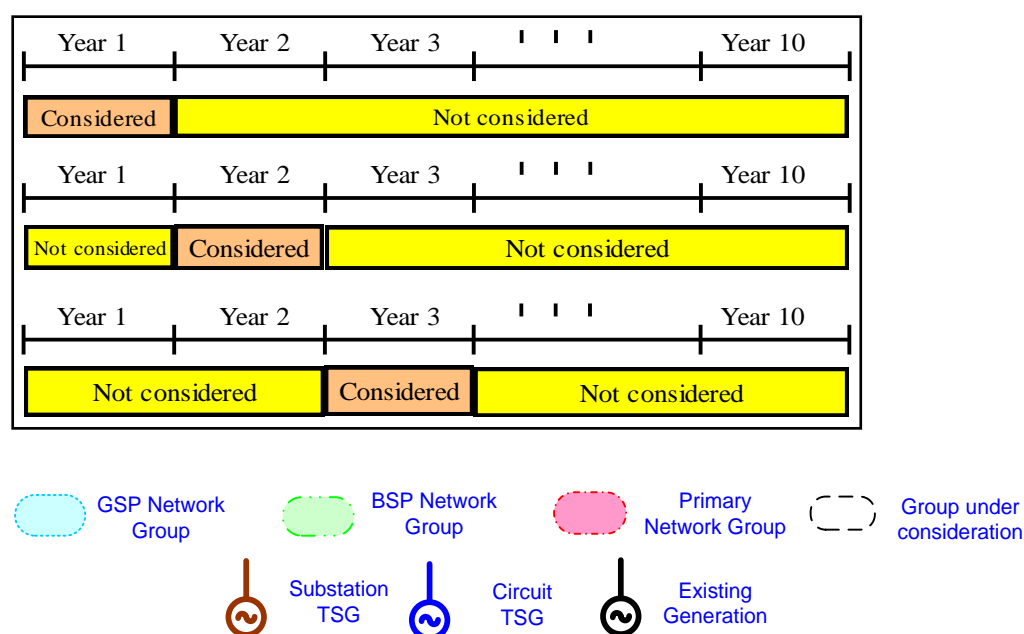 Year 1 Year 2 Year 3 Year 10
Considered Not considered
Year 1 Year 2 Year 3 Year 10
Not considered Considered Not considered
Year 1 Year 2 Year 3 Year 10
Not considered Considered Not considered
GSP Network
Group
BSP Network
Group
Primary
Network Group
Group under
consideration
Substation
TSG
Circuit
TSG
Existing
Generation